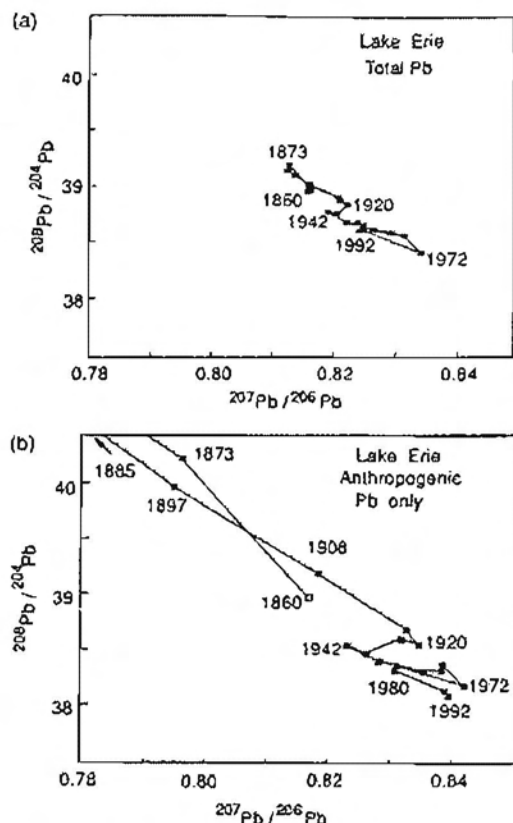 (a)
Lake Erie
Total Pb
40
39
38
1873
1860
1920
1942
1992
1972
208Pb / 204Pb
0.78
0.80
0.82
0.84
207Pb / 206Pb
(b)
Lake Erie
Anthropogenic
Pb only
40
39
38
1885
1873
1897
1908
1860
1920
1942
1980
1972
1992
208Pb / 204Pb
0.78
0.80
0.82
0.84
207Pb / 206Pb